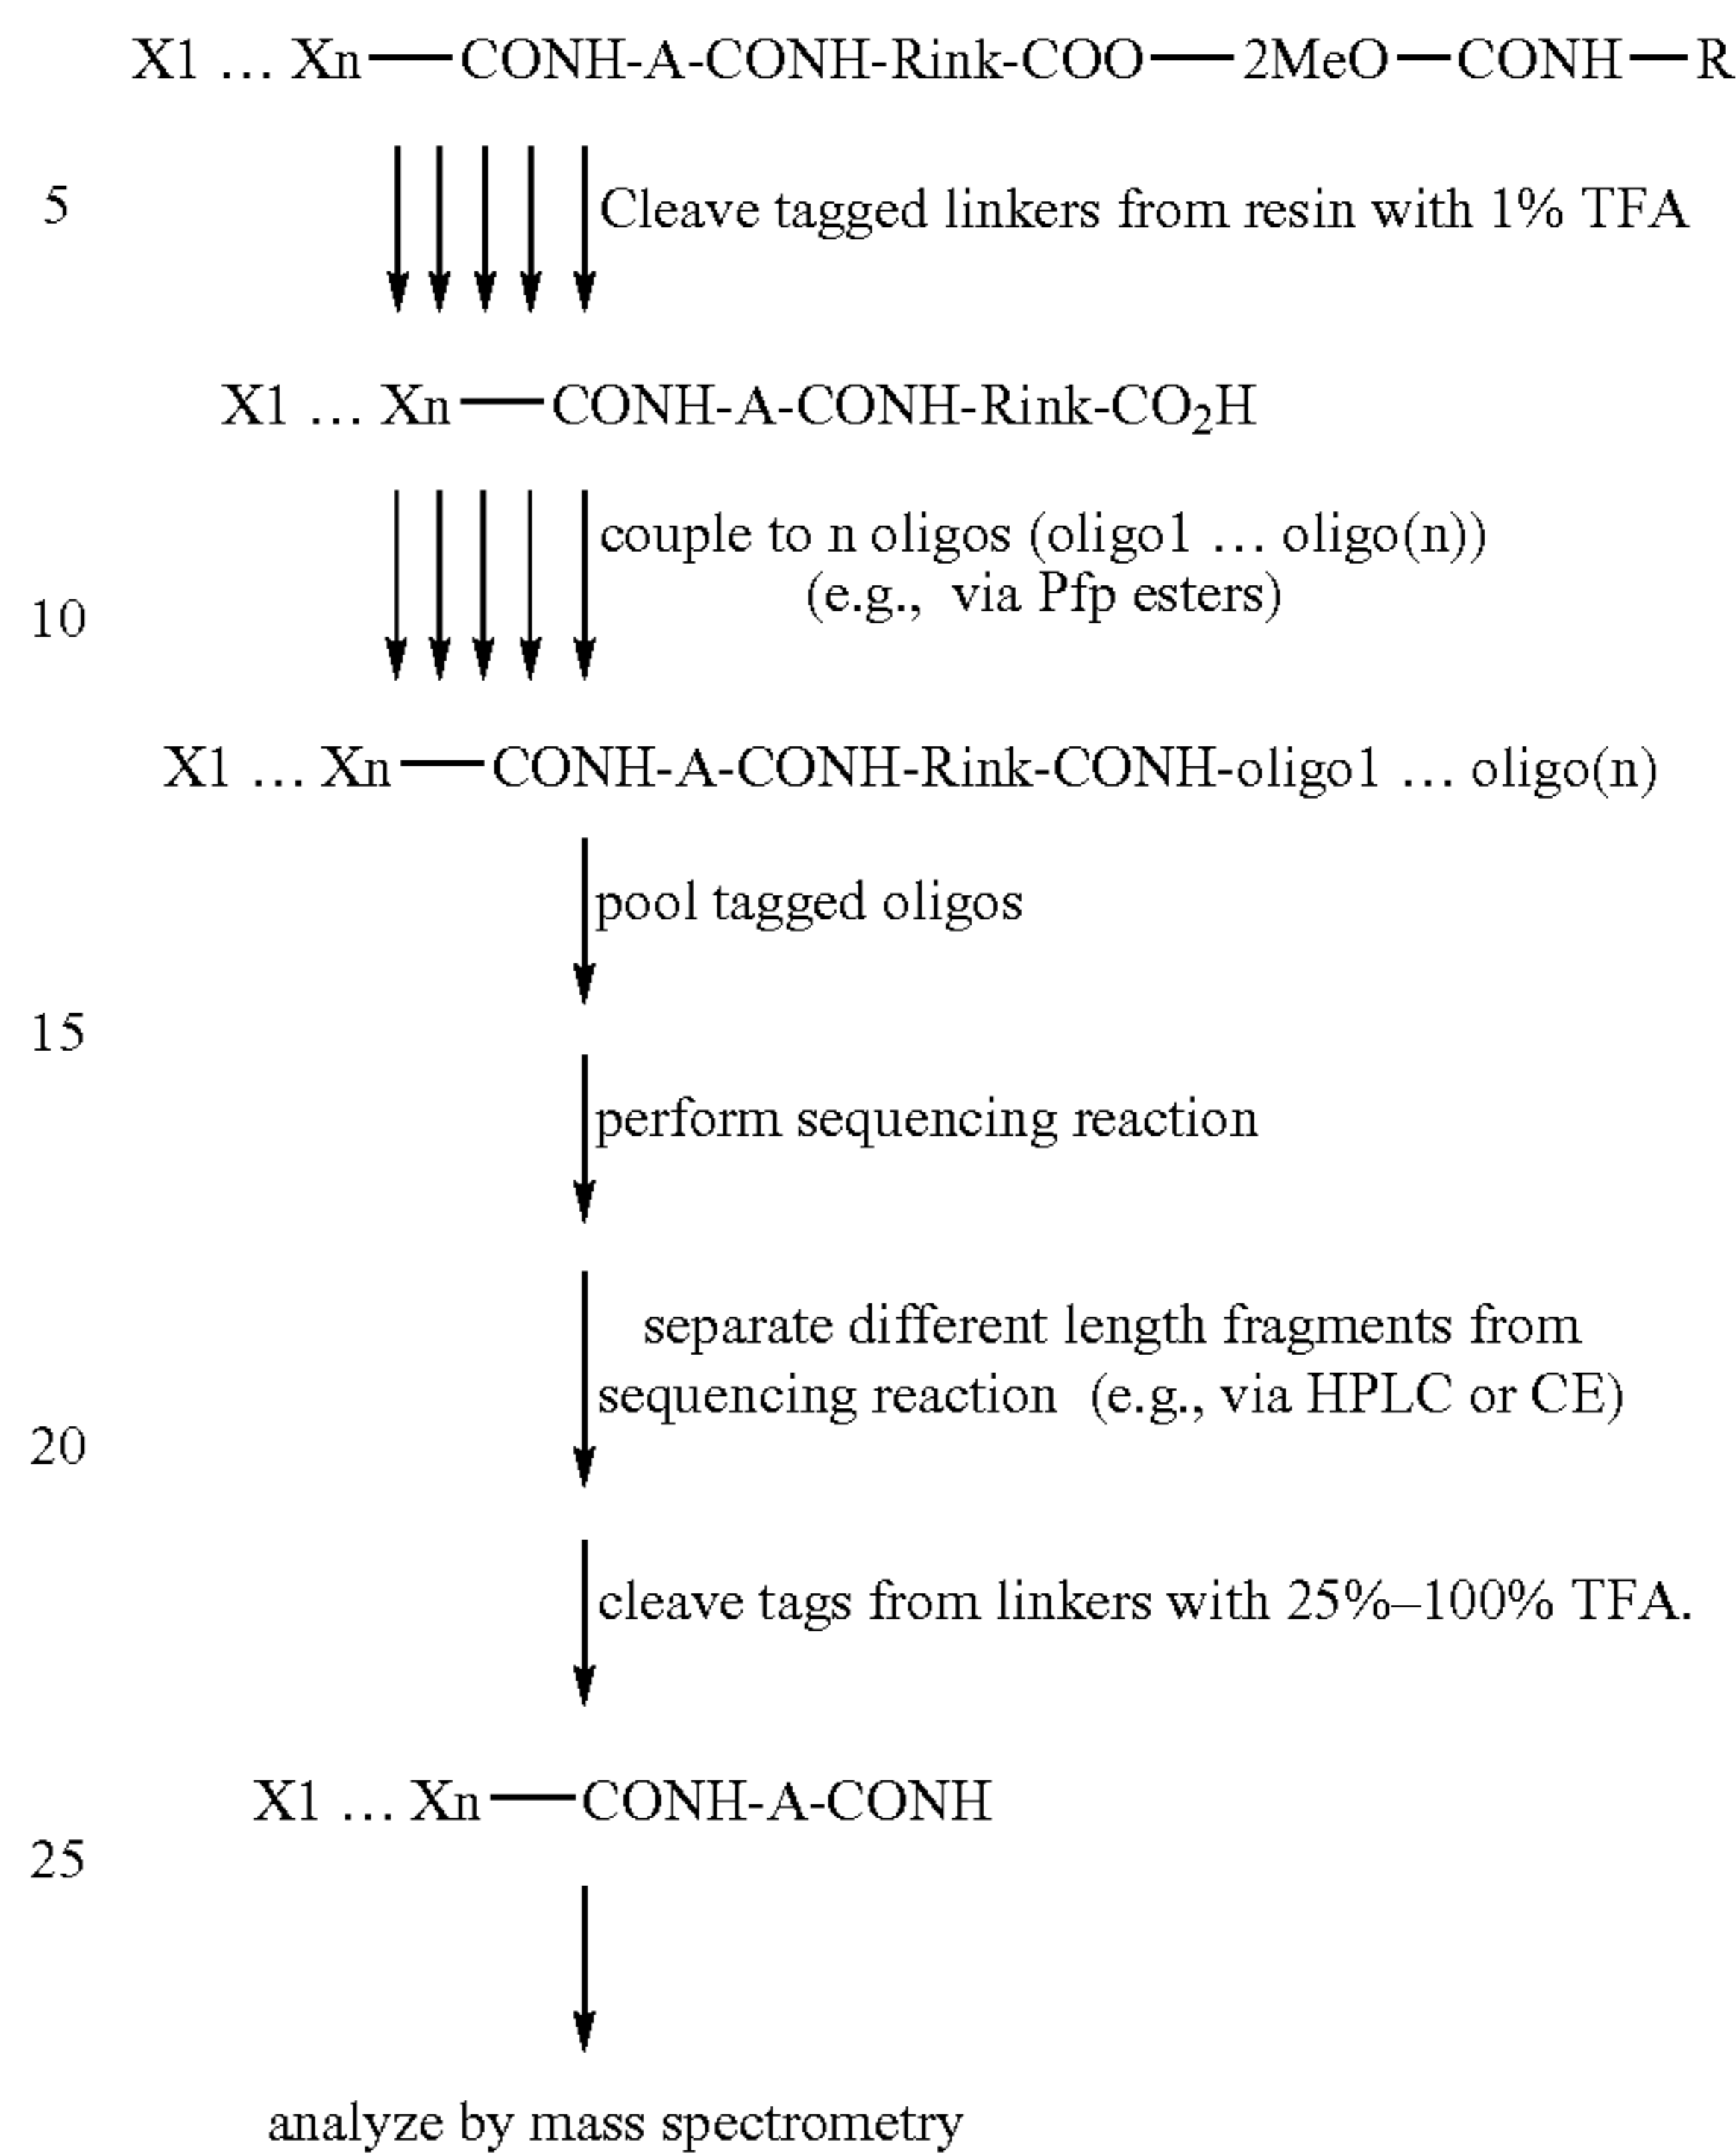 X1 … Xn—CONH-A-CONH-Rink-COO—2MeO—CONH—R
5
Cleave tagged linkers from resin with 1% TFA
X1 … Xn—CONH-A-CONH-Rink-CO₂H
couple to n oligos (oligo1 … oligo(n))
(e.g., via Pfp esters)
10
X1 … Xn—CONH-A-CONH-Rink-CONH-oligo1 … oligo(n)
pool tagged oligos
15
perform sequencing reaction
separate different length fragments from
sequencing reaction (e.g., via HPLC or CE)
20
cleave tags from linkers with 25%–100% TFA.
X1 … Xn—CONH-A-CONH
25
analyze by mass spectrometry